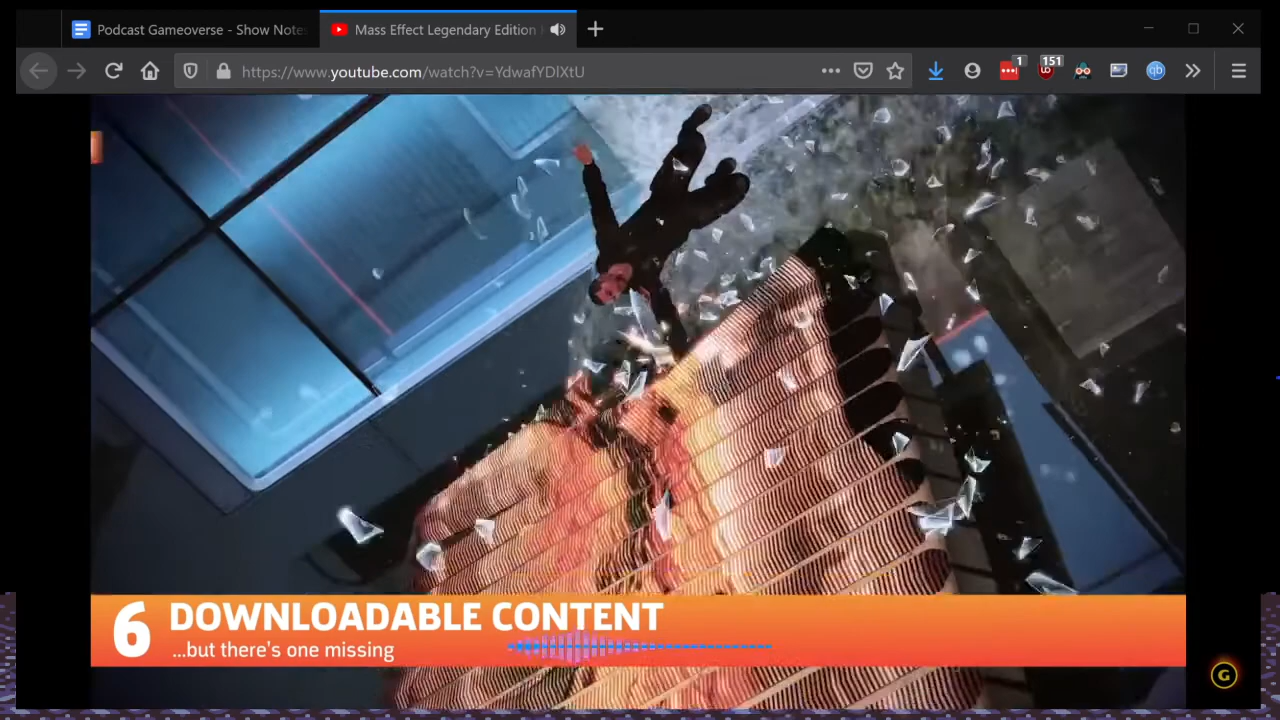 Podcast Gameoverse - Show Note
Mass Effect Legendary Edition
https://www.youtube.com/watch?v=YdwafYDlXtU
1
151
qb
6 DOWNLOADABLE CONTENT
...but there's one missing
G